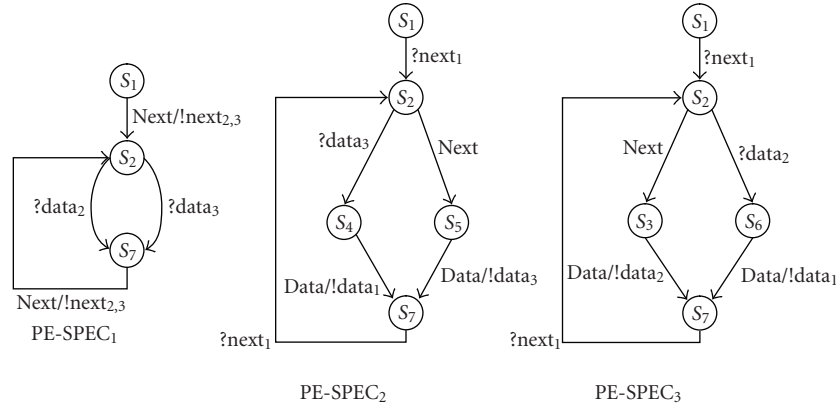 S₁
Next/!next₂,₃
S₂
?data₂
?data₃
S₇
Next/!next₂,₃
PE-SPEC₁
S₁
?next₁
S₂
?data₃
Next
S₄
S₅
Data/!data₁
Data/!data₃
S₇
?next₁
PE-SPEC₂
S₁
?next₁
S₂
Next
?data₂
S₃
S₆
Data/!data₂
Data/!data₁
S₇
?next₁
PE-SPEC₃